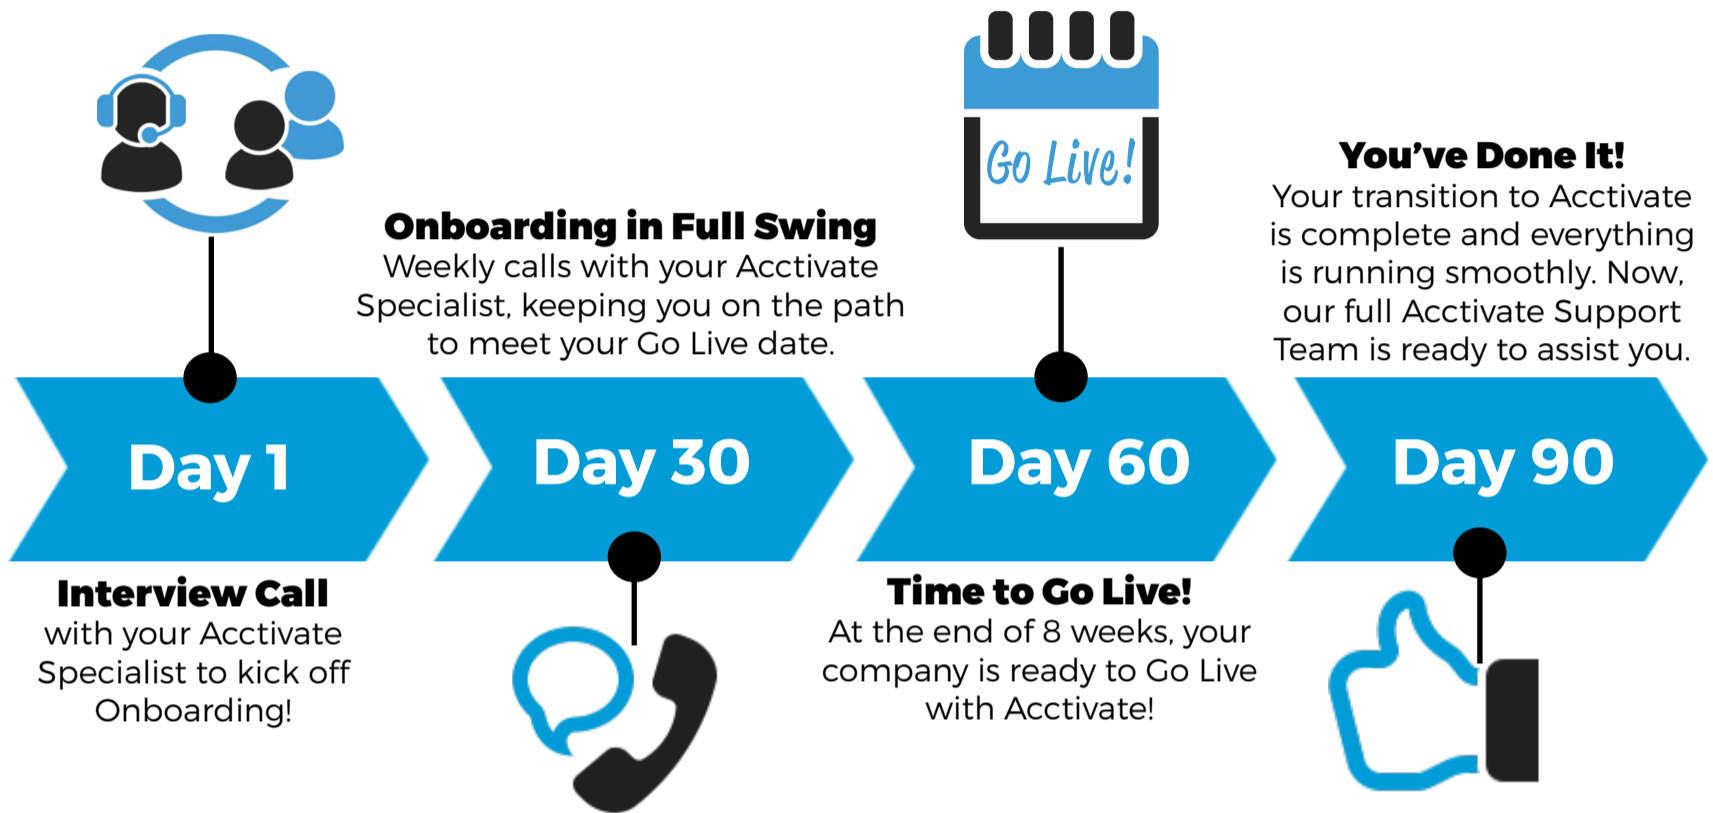 Day 1
Interview Call
with your Acctivate
Specialist to kick off
Onboarding!
Onboarding in Full Swing
Weekly calls with your Acctivate
Specialist, keeping you on the path
to meet your Go Live date.
Day 30
Go Live!
Day 60
Time to Go Live!
At the end of 8 weeks, your
company is ready to Go Live
with Acctivate!
You’ve Done It!
Your transition to Acctivate
is complete and everything
is running smoothly. Now,
our full Acctivate Support
Team is ready to assist you.
Day 90